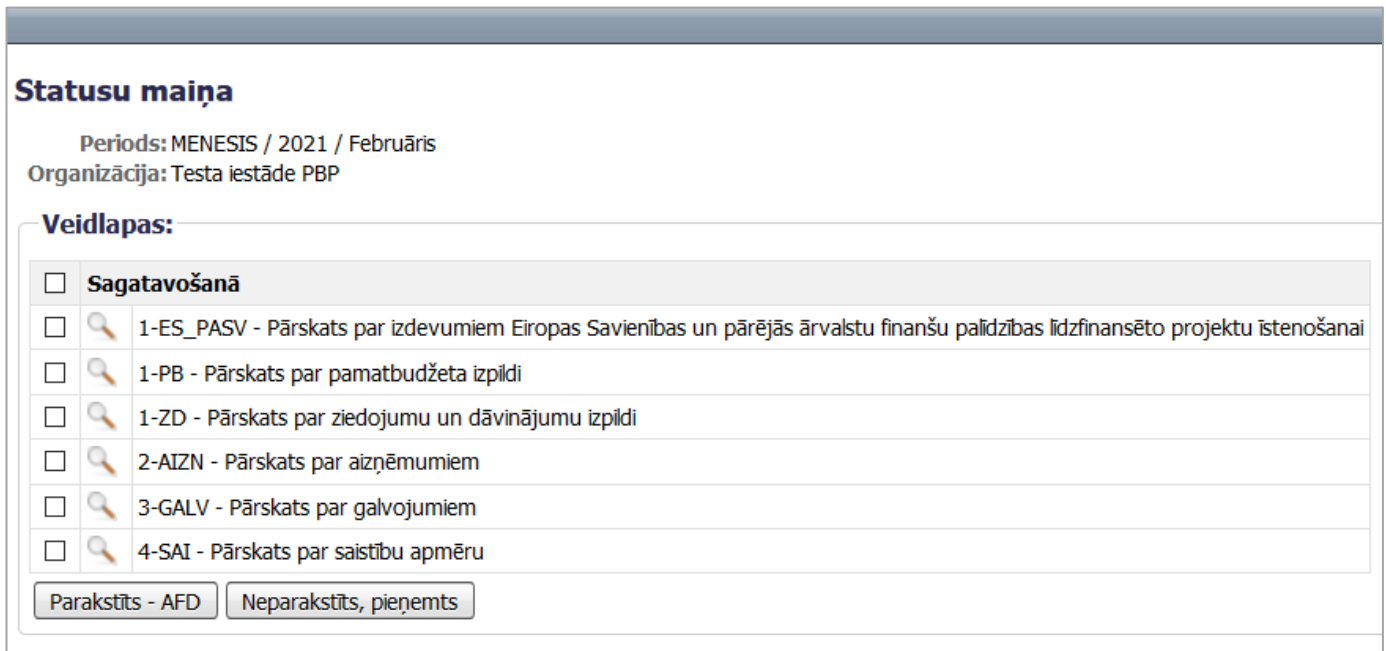 Statusu maiņa
Periods: MENESIS / 2021 / Februāris
Organizācija: Testa iestāde PBP
Veidlapas:
Sagatavošanā
1-ES_PASV - Pārskats par izdevumiem Eiropas Savienības un pārējās ārvalstu finanšu palīdzības līdzfinansēto projektu īstenošanai
1-PB - Pārskats par pamatbudžeta izpildi
1-ZD - Pārskats par ziedojumu un dāvinājumu izpildi
2-AIZN - Pārskats par aizņēmumiem
3-GALV - Pārskats par galvojumiem
4-SAI - Pārskats par saistību apmēru
Parakstīts - AFD Neparakstīts, pieņemts